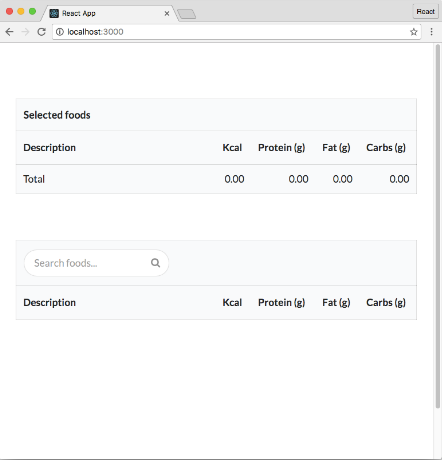 React App
React
localhost:3000
Selected foods
Description Kcal Protein (g) Fat (g) Carbs (g)
Total 0.00 0.00 0.00 0.00
Search foods...
Description Kcal Protein (g) Fat (g) Carbs (g)